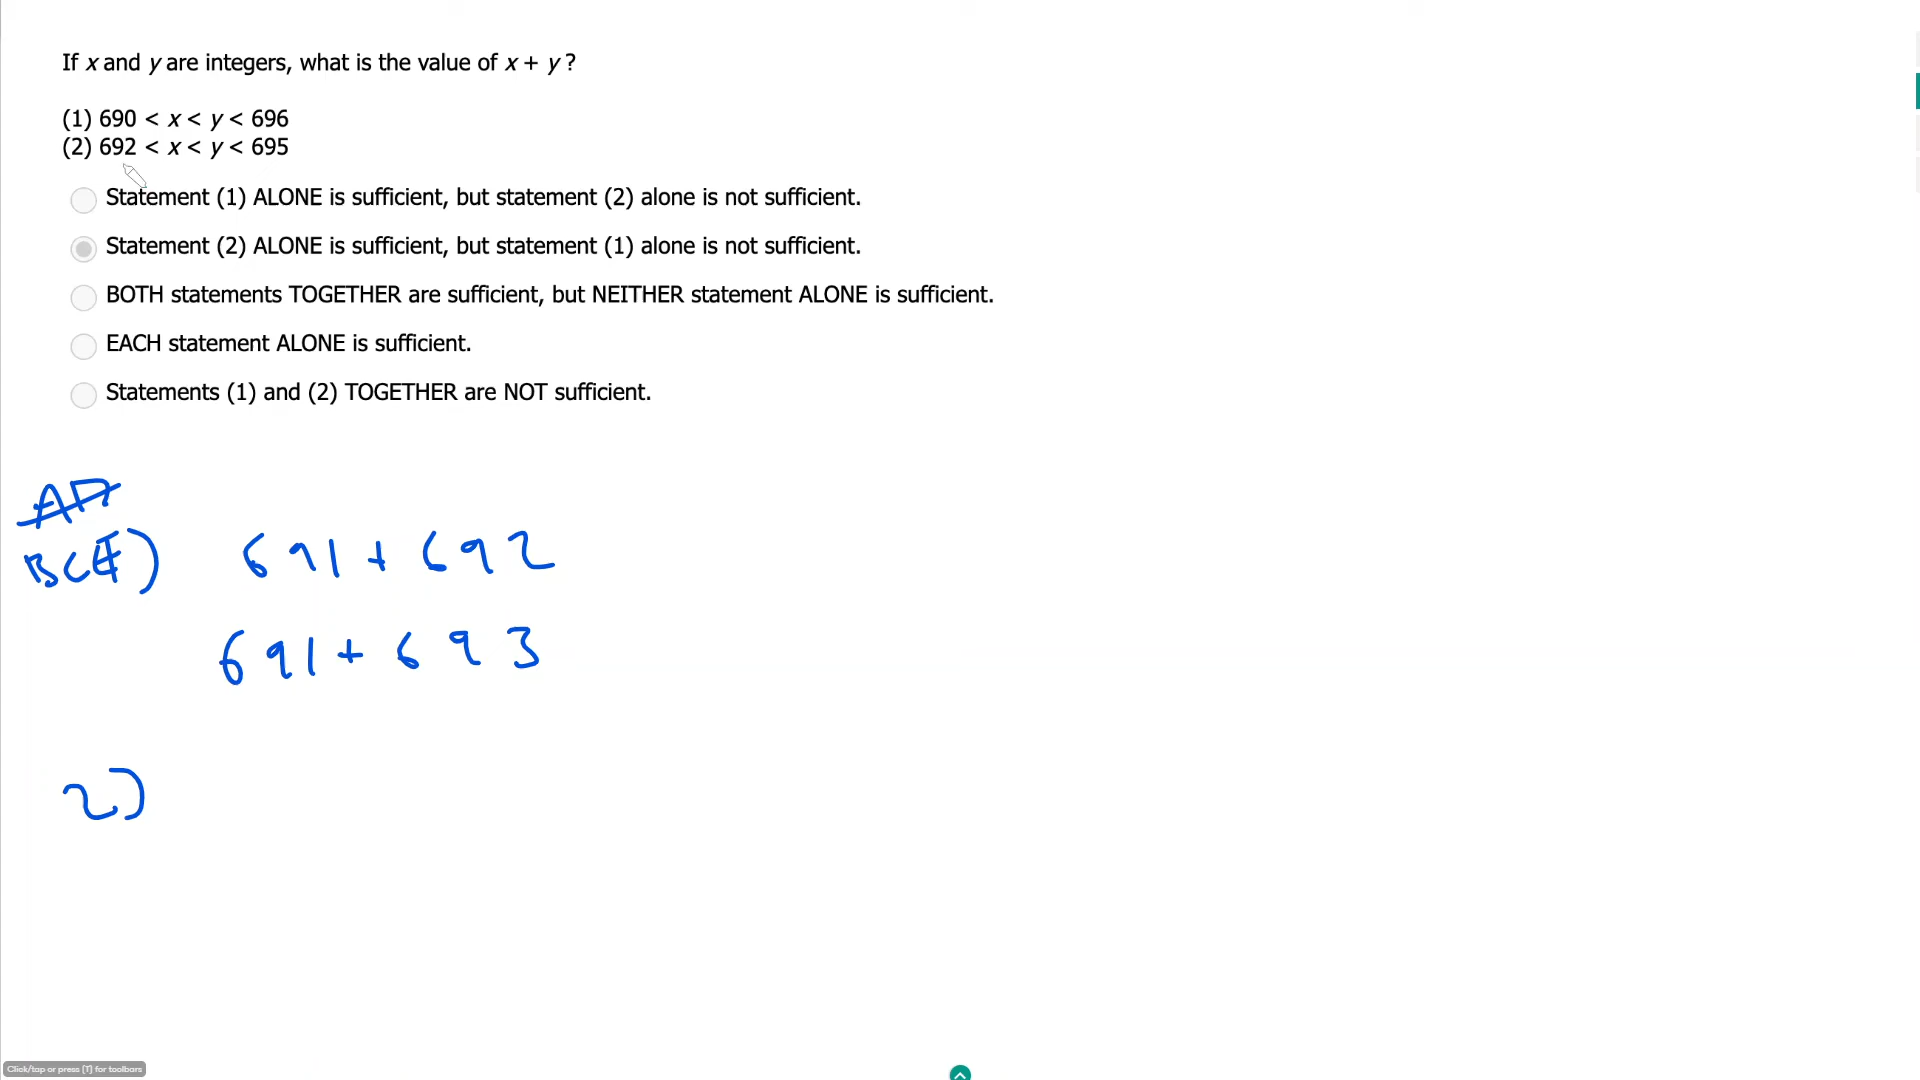 If x and y are integers, what is the value of x + y ?
(1) 690 < x < y < 696
(2) 692 < x < y < 695
Statement (1) ALONE is sufficient, but statement (2) alone is not sufficient.
Statement (2) ALONE is sufficient, but statement (1) alone is not sufficient.
BOTH statements TOGETHER are sufficient, but NEITHER statement ALONE is sufficient.
EACH statement ALONE is sufficient.
Statements (1) and (2) TOGETHER are NOT sufficient.
AD
BCE) 691 + 692
691 + 693
2)
Click/tap or press [T] for toolbars